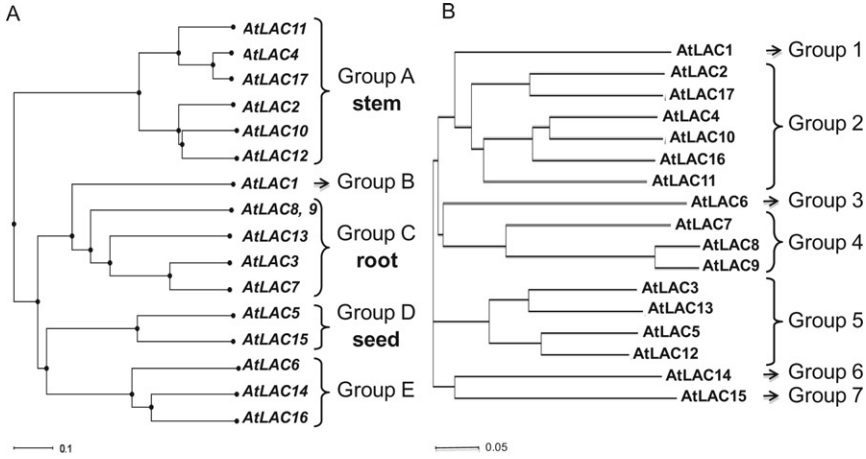 A
AtLAC11
AtLAC4
AtLAC17
AtLAC2
AtLAC10
AtLAC12
Group A
stem
AtLAC1
Group B
AtLAC8, 9
AtLAC13
AtLAC3
AtLAC7
Group C
root
AtLAC5
AtLAC15
Group D
seed
AtLAC6
AtLAC14
AtLAC16
Group E
0.1
B
AtLAC1
Group 1
AtLAC2
AtLAC17
AtLAC4
AtLAC10
AtLAC16
AtLAC11
Group 2
AtLAC6
Group 3
AtLAC7
AtLAC8
AtLAC9
Group 4
AtLAC3
AtLAC13
AtLAC5
AtLAC12
Group 5
AtLAC14
Group 6
AtLAC15
Group 7
0.05